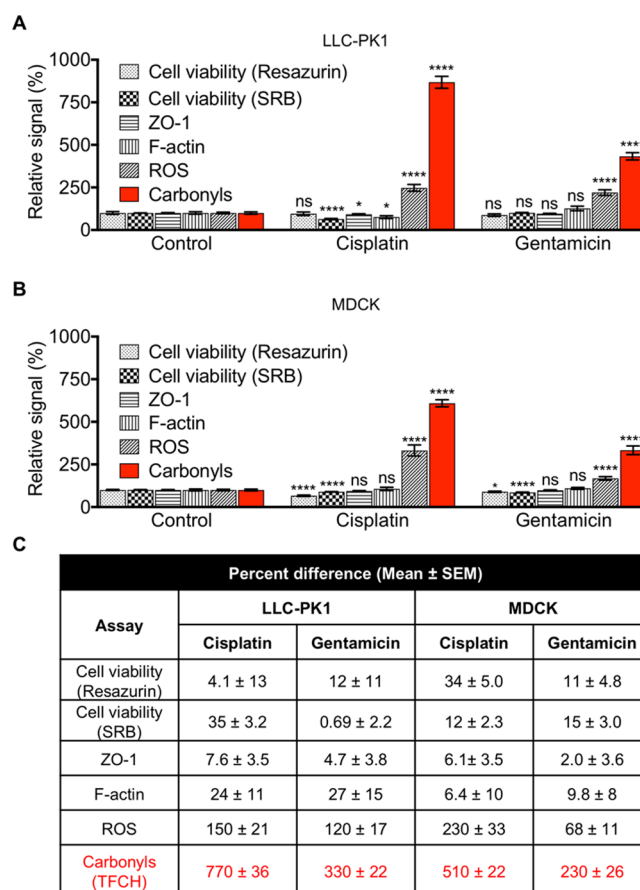 A
LLC-PK1
Relative signal (%)
1000
750
500
250
0
Cell viability (Resazurin)
Cell viability (SRB)
ZO-1
F-actin
ROS
Carbonyls
ns
****
*
*
****
****
ns
ns
ns
ns
****
****
Control
Cisplatin
Gentamicin
B
MDCK
Relative signal (%)
1000
750
500
250
0
Cell viability (Resazurin)
Cell viability (SRB)
ZO-1
F-actin
ROS
Carbonyls
****
****
ns
ns
****
****
*
****
ns
ns
****
****
Control
Cisplatin
Gentamicin
C
Percent difference (Mean ± SEM)
Assay
LLC-PK1
MDCK
Cisplatin
Gentamicin
Cisplatin
Gentamicin
Cell viability
(Resazurin)
4.1 ± 13
12 ± 11
34 ± 5.0
11 ± 4.8
Cell viability
(SRB)
35 ± 3.2
0.69 ± 2.2
12 ± 2.3
15 ± 3.0
ZO-1
7.6 ± 3.5
4.7 ± 3.8
6.1± 3.5
2.0 ± 3.6
F-actin
24 ± 11
27 ± 15
6.4 ± 10
9.8 ± 8
ROS
150 ± 21
120 ± 17
230 ± 33
68 ± 11
Carbonyls
(TFCH)
770 ± 36
330 ± 22
510 ± 22
230 ± 26